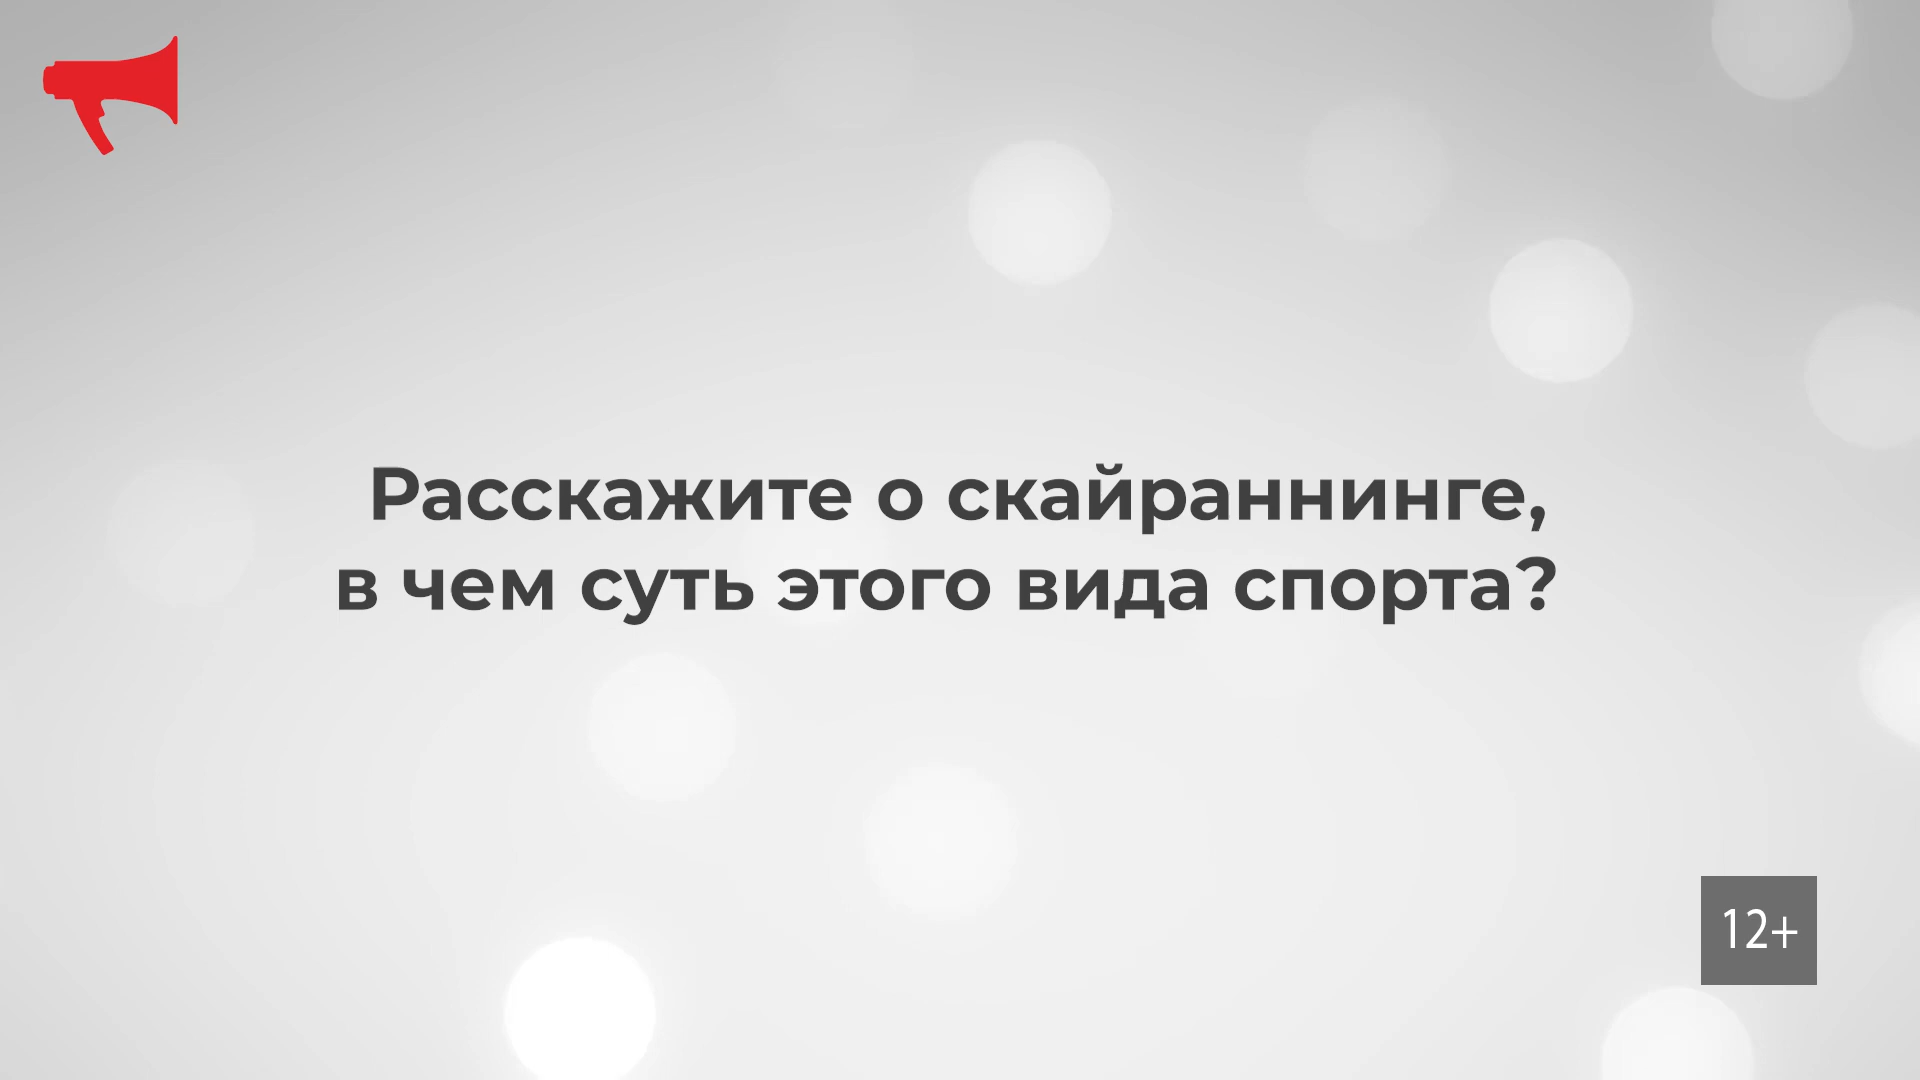 Расскажите о скайраннинге,
в чем суть этого вида спорта?
12+